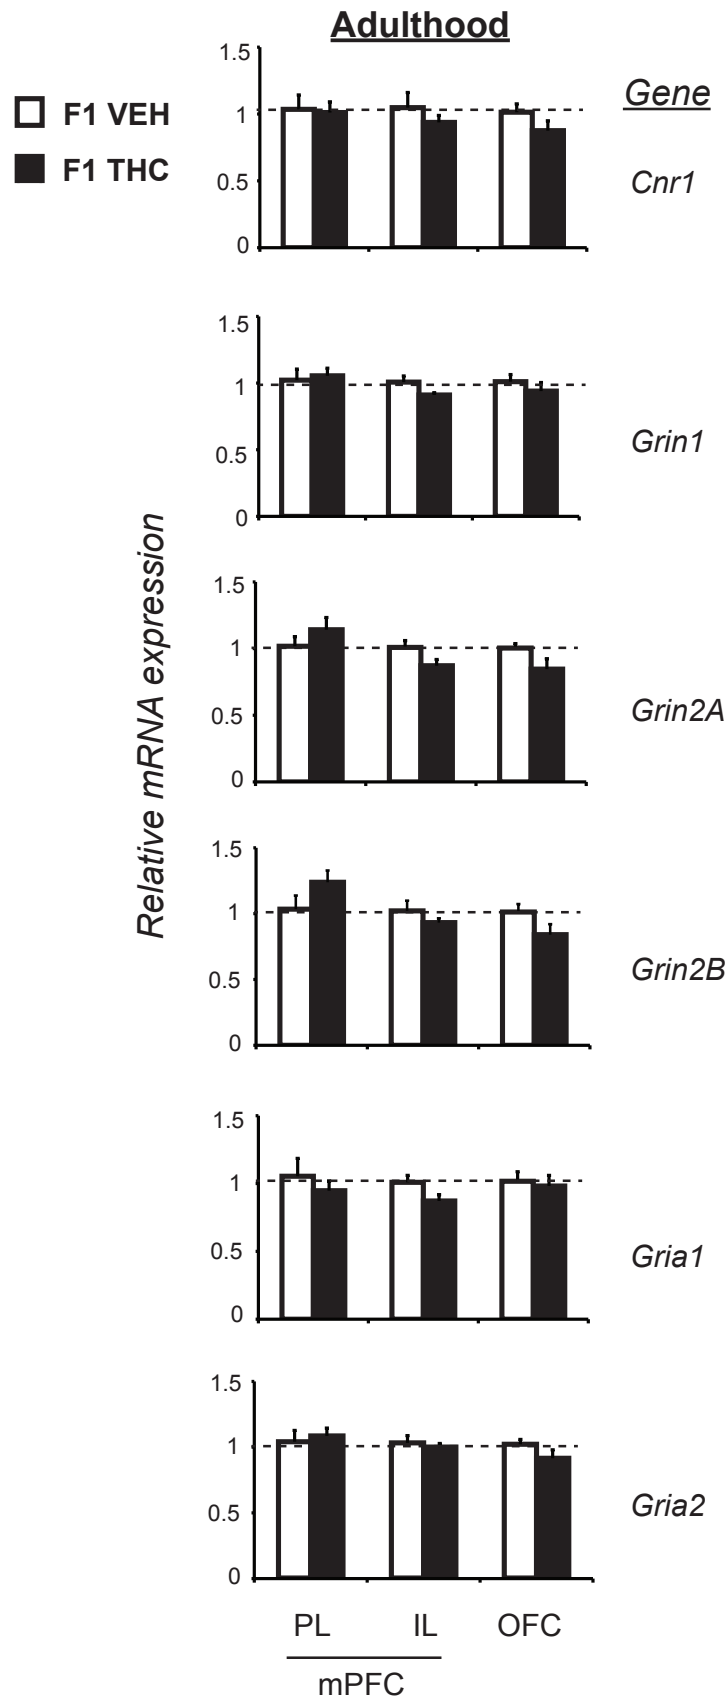 Adulthood
F1 VEH
F1 THC
Gene
1.5
1
0.5
0
Cnr1
1.5
1
0.5
0
Grin1
Relative mRNA expression
1.5
1
0.5
0
Grin2A
1.5
1
0.5
0
Grin2B
1.5
1
0.5
0
Gria1
1.5
1
0.5
0
Gria2
PL IL OFC
mPFC